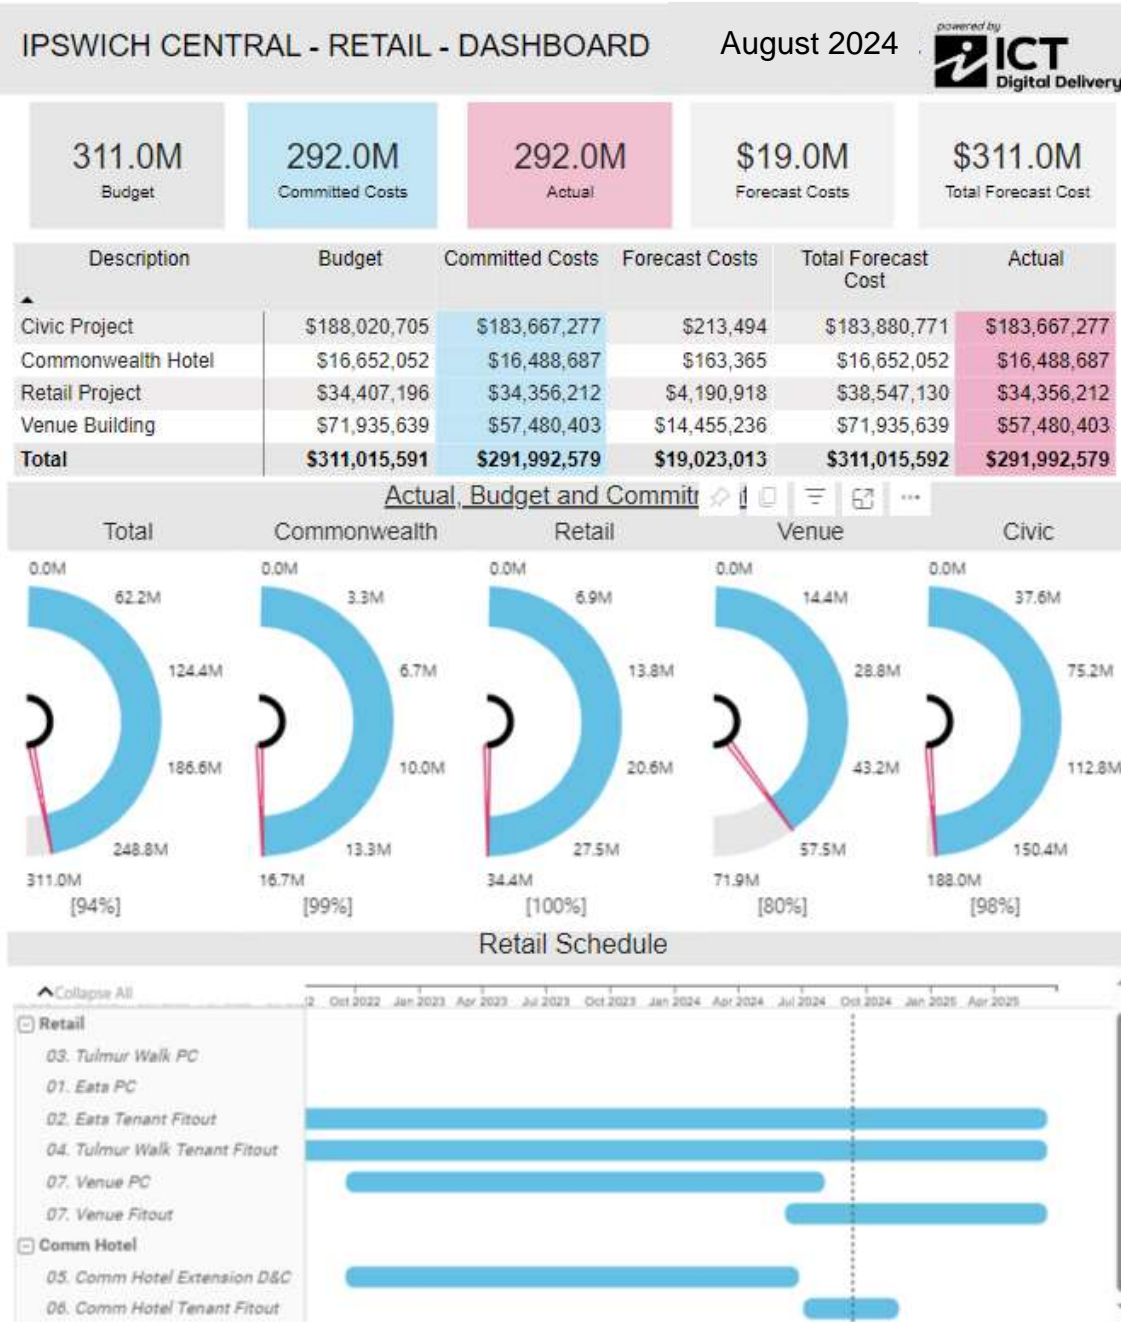 powered by
IPSWICH CENTRAL - RETAIL - DASHBOARD August 2024 ICT
Digital Delivery
311.0M 292.0M 292.0M $19.0M $311.0M
Budget Committed Costs Actual Forecast Costs Total Forecast Cost
Description Budget Committed Costs Forecast Costs Total Forecast Actual
Cost
Civic Project $188,020,705 $183,667,277 $213,494 $183,880,771 $183,667,277
Commonwealth Hotel $16,652,052 $16,488,687 $163,365 $16,652,052 $16,488,687
Retail Project $34,407,196 $34,356,212 $4,190,918 $38,547,130 $34,356,212
Venue Building $71,935,639 $57,480,403 $14,455,236 $71,935,639 $57,480,403
Total $311,015,591 $291,992,579 $19,023,013 $311,015,592 $291,992,579
Actual, Budget and
Total Commonwealth Retail Venue Civic
0.0M 0.0M 0.0M 0.0M 0.0M
62.2M 3.3M 6.9M 14.4M 37.6M
124.4M 6.7M 13.8M 28.8M 75.2M
186.6M 10.0M 20.6M 43.2M 112.8M
248.8M 13.3M 27.5M 57.5M 150.4M
311.0M 16.7M 34.4M 71.9M 188.0M
[94%] [99%] [100%] [80%] [98%]
Retail Schedule
Collapse All
Oct 2022 Jan 2023 Apr 2023 Jul 2023 Oct 2023 Jan 2024 Apr 2024 Jul 2024 Oct 2024 Jan 2025 Apr 2025
Retail
03. Tulmur Walk PC
01. Eats PC
02. Eats Tenant Fitout
04. Tulmur Walk Tenant Fitout
07. Venue PC
07. Venue Fitout
Comm Hotel
05. Comm Hotel Extension D&C
06. Comm Hotel Tenant Fitout